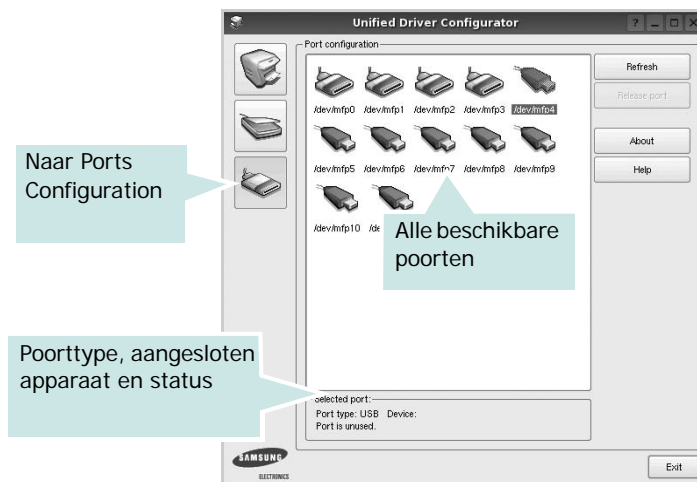 Unified Driver Configurator
Port configuration
/dev/mfp0 /dev/mfp1 /dev/mfp2 /dev/mfp3 /dev/mfp4
/dev/mfp5 /dev/mfp6 /dev/mfp7 /dev/mfp8 /dev/mfp9
/dev/mfp10
Refresh
Release port
About
Help
Naar Ports
Configuration
Alle beschikbare
poorten
Poorttype, aangesloten
apparaat en status
Selected port:
Port type: USB Device:
Port is unused.
SAMSUNG
ELECTRONICS
Exit